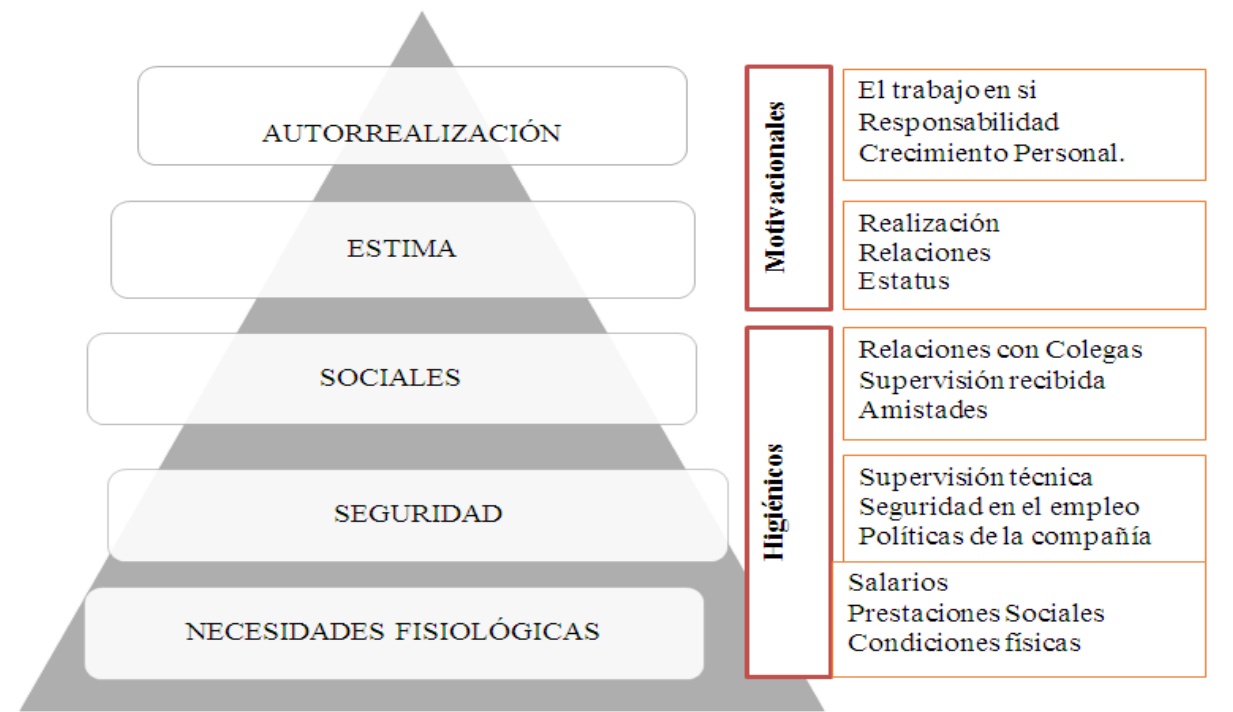 AUTORREALIZACIÓN
ESTIMA
SOCIALES
SEGURIDAD
NECESIDADES FISIOLÓGICAS
Motivacionales
El trabajo en si
Responsabilidad
Crecimiento Personal.
Realización
Relaciones
Estatus
Higiénicos
Relaciones con Colegas
Supervisión recibida
Amistades
Supervisión técnica
Seguridad en el empleo
Políticas de la compañía
Salarios
Prestaciones Sociales
Condiciones físicas